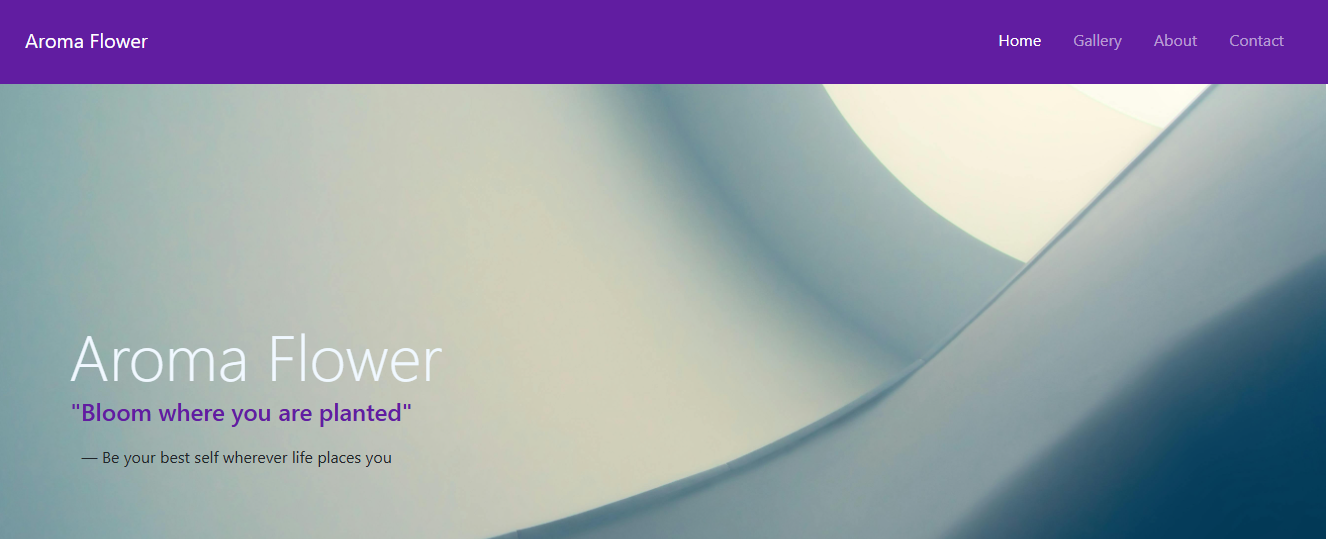 Aroma Flower
Home Gallery About Contact
Aroma Flower
"Bloom where you are planted"
— Be your best self wherever life places you